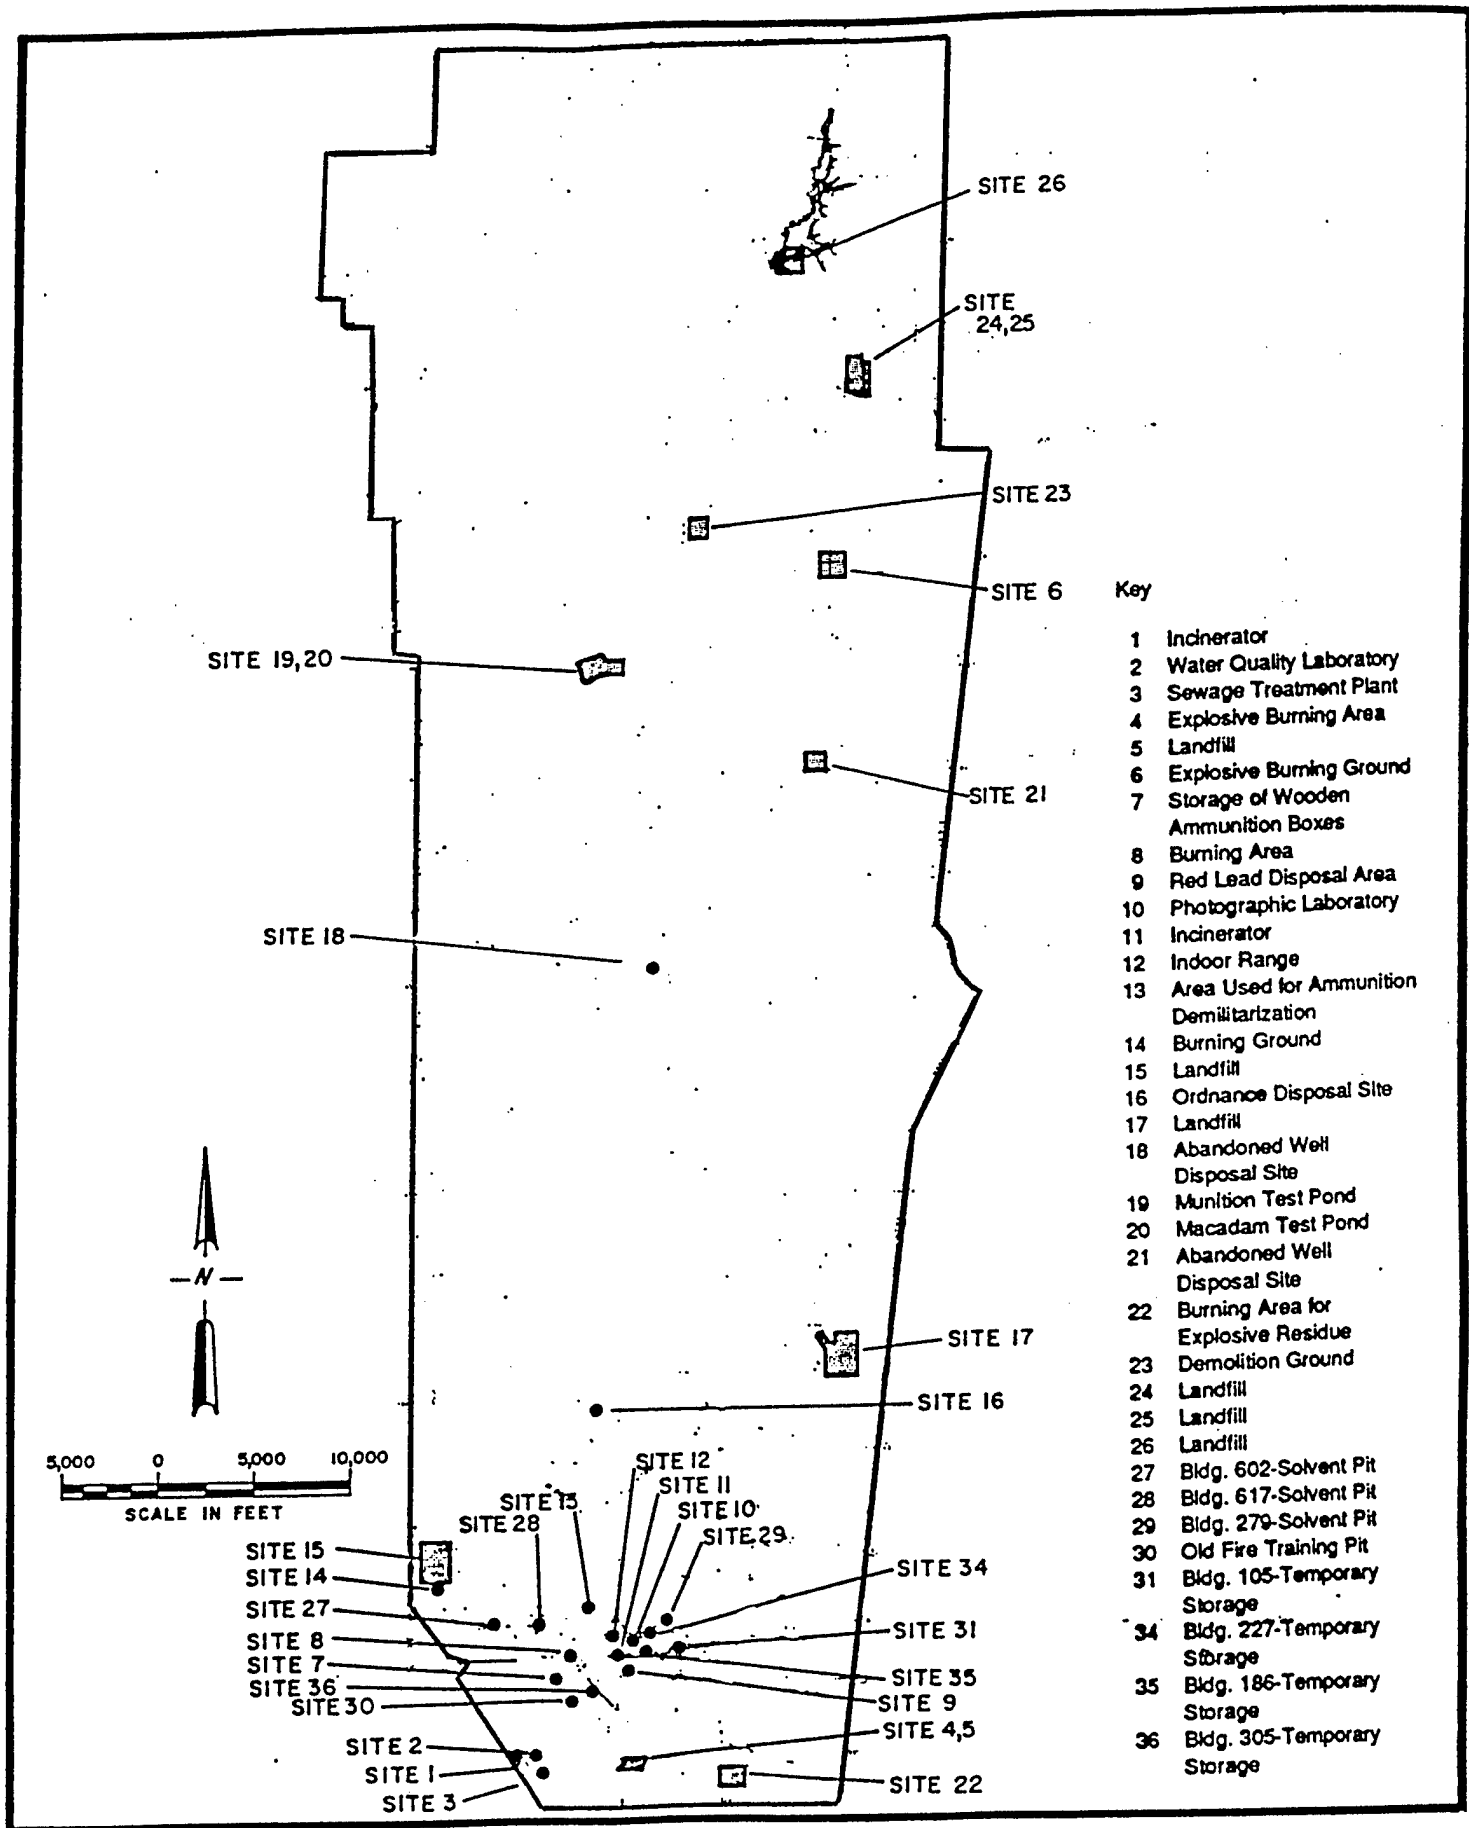 SITE 26
SITE
24,25
SITE 23
SITE 6
SITE 19,20
SITE 21
SITE 18
SITE 17
SITE 16
SITE 12
SITE 11
SITE 13
SITE 10
SITE 28
SITE 29
SITE 15
SITE 14
SITE 34
SITE 27
SITE 31
SITE 8
SITE 7
SITE 35
SITE 36
SITE 9
SITE 30
SITE 4,5
SITE 2
SITE 1
SITE 22
SITE 3
N
5,000 0 5,000 10,000
SCALE IN FEET
Key
1 Incinerator
2 Water Quality Laboratory
3 Sewage Treatment Plant
4 Explosive Burning Area
5 Landfill
6 Explosive Burning Ground
7 Storage of Wooden
Ammunition Boxes
8 Burning Area
9 Red Lead Disposal Area
10 Photographic Laboratory
11 Incinerator
12 Indoor Range
13 Area Used for Ammunition
Demilitarization
14 Burning Ground
15 Landfill
16 Ordnance Disposal Site
17 Landfill
18 Abandoned Well
Disposal Site
19 Munition Test Pond
20 Macadam Test Pond
21 Abandoned Well
Disposal Site
22 Burning Area for
Explosive Residue
23 Demolition Ground
24 Landfill
25 Landfill
26 Landfill
27 Bldg. 602-Solvent Pit
28 Bldg. 617-Solvent Pit
29 Bldg. 279-Solvent Pit
30 Old Fire Training Pit
31 Bldg. 105-Temporary
Storage
34 Bldg. 227-Temporary
Storage
35 Bldg. 186-Temporary
Storage
36 Bldg. 305-Temporary
Storage